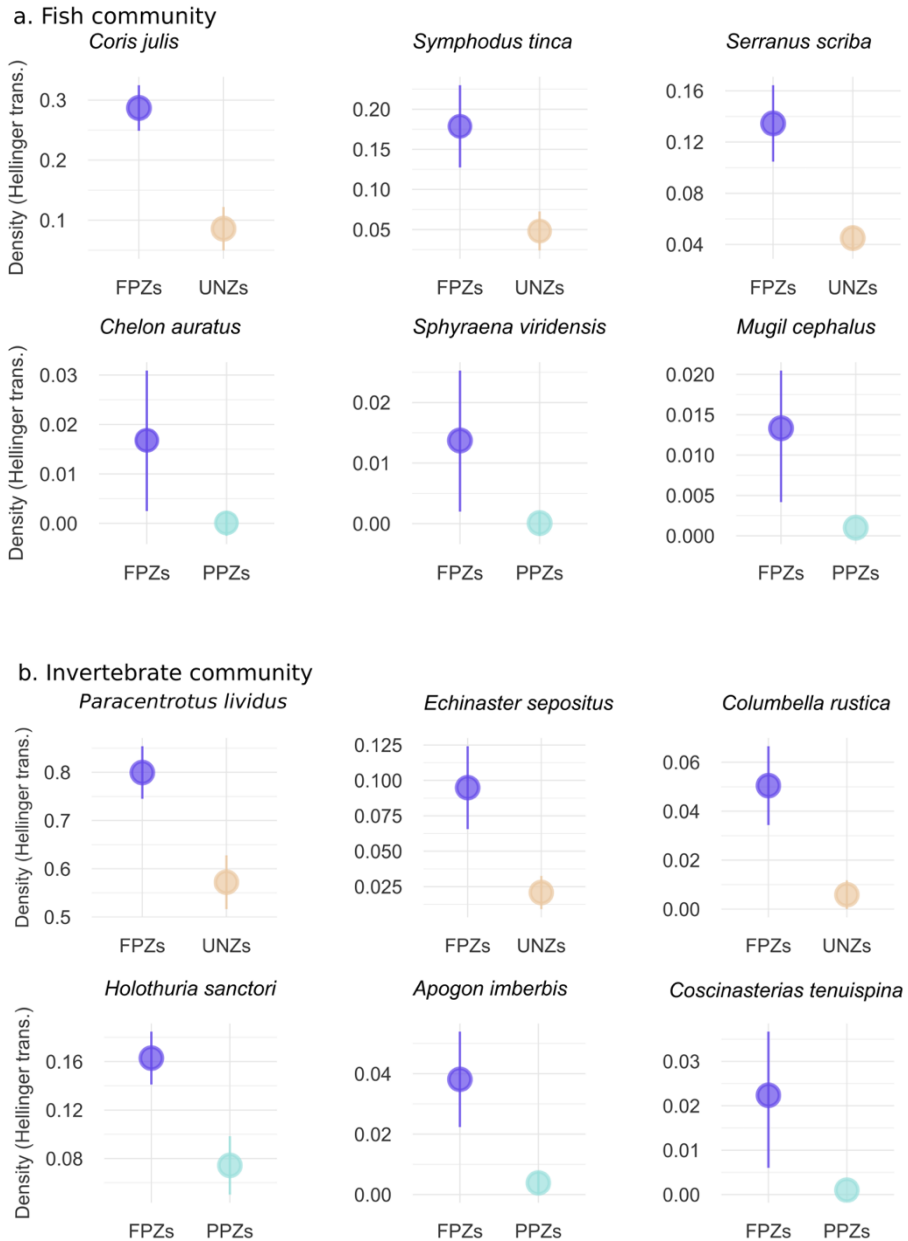 a. Fish community
Coris julis Symphodus tinca Serranus scriba
Density (Hellinger trans.)
0.3
0.2
0.1
FPZs UNZs
0.20
0.15
0.10
0.05
FPZs UNZs
0.16
0.12
0.08
0.04
FPZs UNZs
Chelon auratus Sphyraena viridensis Mugil cephalus
Density (Hellinger trans.)
0.03
0.02
0.01
0.00
FPZs PPZs
0.02
0.01
0.00
FPZs PPZs
0.020
0.015
0.010
0.005
0.000
FPZs PPZs
b. Invertebrate community
Paracentrotus lividus Echinaster sepositus Columbella rustica
Density (Hellinger trans.)
0.8
0.7
0.6
0.5
FPZs UNZs
0.125
0.100
0.075
0.050
0.025
FPZs UNZs
0.06
0.04
0.02
0.00
FPZs UNZs
Holothuria sanctori Apogon imberbis Coscinasterias tenuispina
Density (Hellinger trans.)
0.16
0.12
0.08
FPZs PPZs
0.04
0.02
0.00
FPZs PPZs
0.03
0.02
0.01
0.00
FPZs PPZs